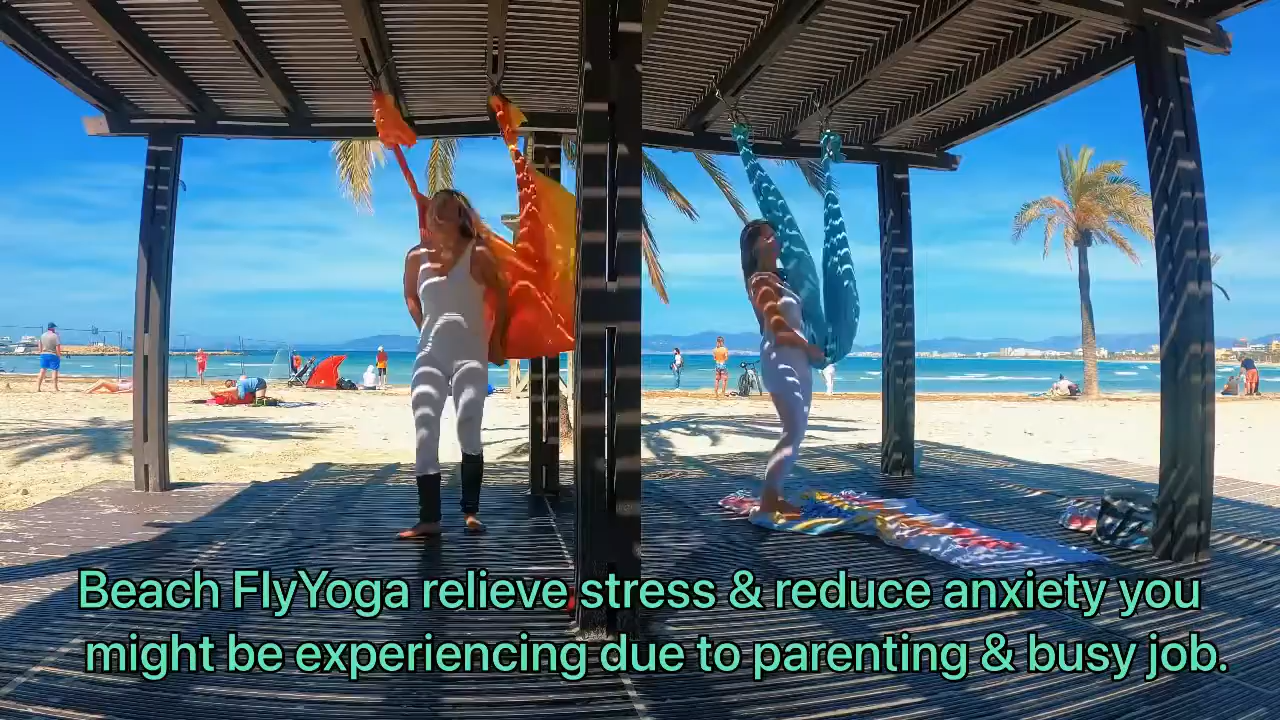 Beach FlyYoga relieve stress & reduce anxiety you
might be experiencing due to parenting & busy job.